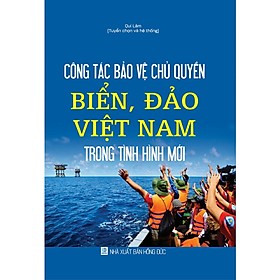 Quí Lâm
(Tuyển chọn và hệ thống)
CÔNG TÁC BẢO VỆ CHỦ QUYỀN
BIỂN, ĐẢO
VIỆT NAM
TRONG TÌNH HÌNH MỚI
NHÀ XUẤT BẢN HỒNG ĐỨC